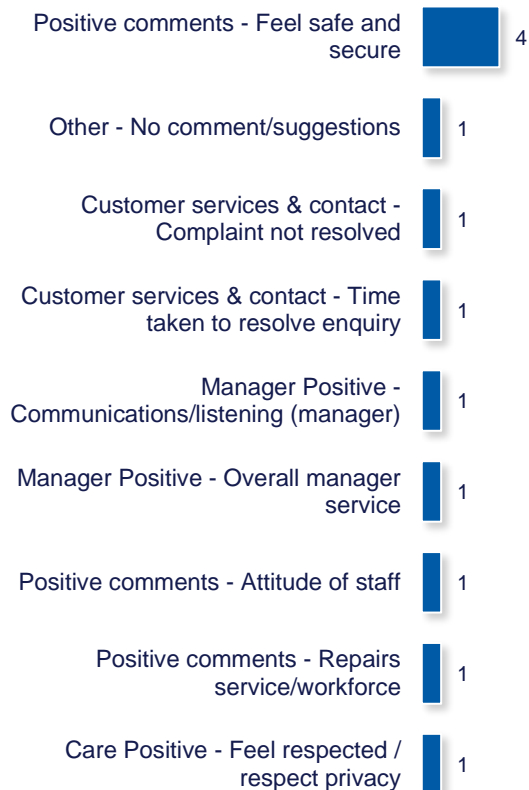 Positive comments - Feel safe and
secure
4
Other - No comment/suggestions
1
Customer services & contact -
Complaint not resolved
1
Customer services & contact - Time
taken to resolve enquiry
1
Manager Positive -
Communications/listening (manager)
1
Manager Positive - Overall manager
service
1
Positive comments - Attitude of staff
1
Positive comments - Repairs
service/workforce
1
Care Positive - Feel respected /
respect privacy
1